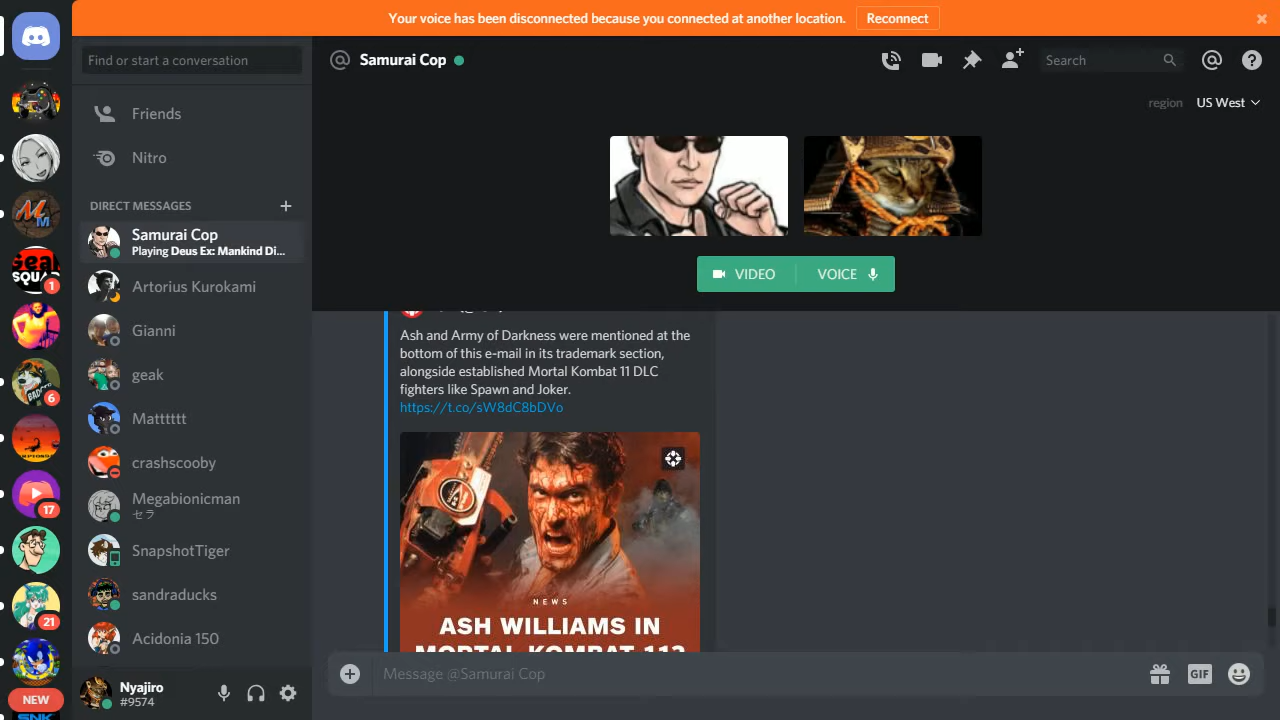 Your voice has been disconnected because you connected at another location.
Reconnect
Find or start a conversation
Samurai Cop
Search
region
US West
Friends
Nitro
DIRECT MESSAGES
Samurai Cop
Playing Deus Ex: Mankind Di...
Artorius Kurokami
Gianni
geak
Matttttt
crashscooby
Megabionicman
セラ
SnapshotTiger
sandraducks
Acidonia 150
Nyajiro
#9574
1
6
17
21
NEW
VIDEO
VOICE
Ash and Army of Darkness were mentioned at the
bottom of this e-mail in its trademark section,
alongside established Mortal Kombat 11 DLC
fighters like Spawn and Joker.
https://t.co/sW8dC8bDVo
NEWS
ASH WILLIAMS IN
MORTAL KOMBAT 11?
Message @Samurai Cop
GIF